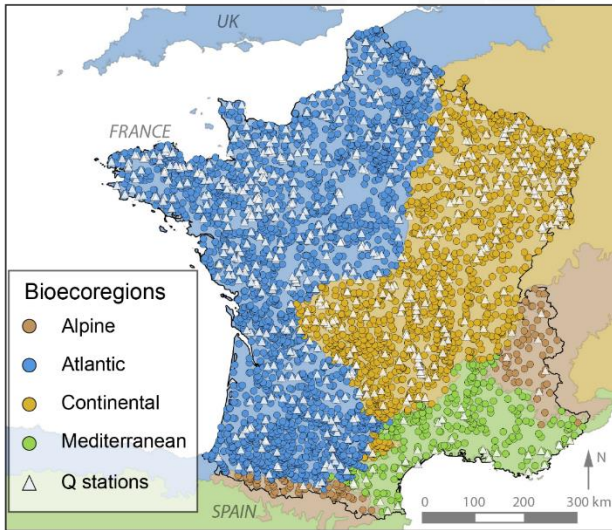 UK
FRANCE
Bioecoregions
Alpine
Atlantic
Continental
Mediterranean
Q stations
SPAIN
N
0 100 200 300 km